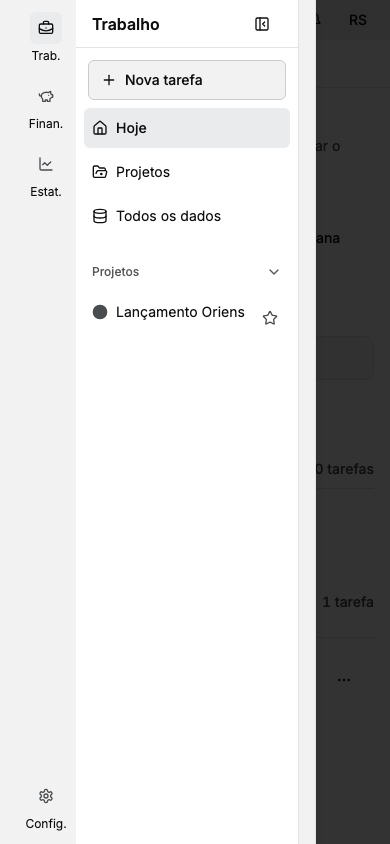 Trab.
Finan.
Estat.
Config.
Trabalho
Nova tarefa
Hoje
Projetos
Todos os dados
Projetos
Lançamento Oriens
RS
ar o
ana
0 tarefas
1 tarefa